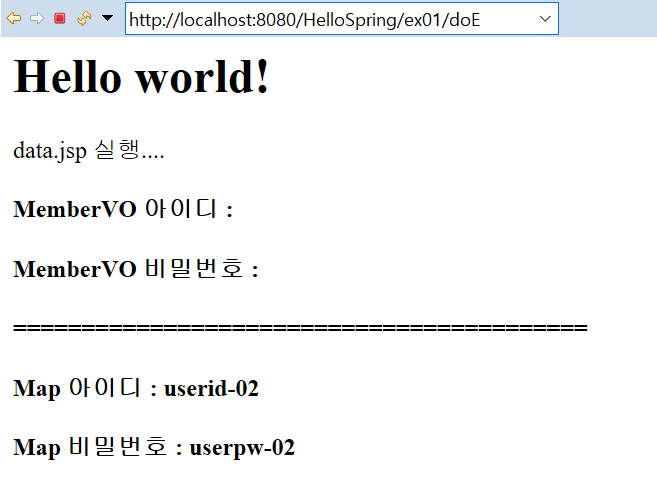 http://localhost:8080/HelloSpring/ex01/doE
Hello world!
data.jsp 실행....
MemberVO 아이디 :
MemberVO 비밀번호 :
==========================================
Map 아이디 : userid-02
Map 비밀번호 : userpw-02